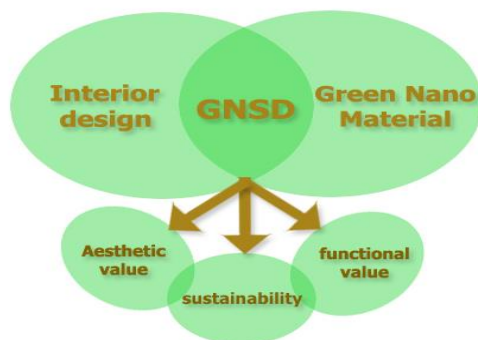 Interior
design
GNSD
Green Nano
Material
Aesthetic
value
sustainability
functional
value